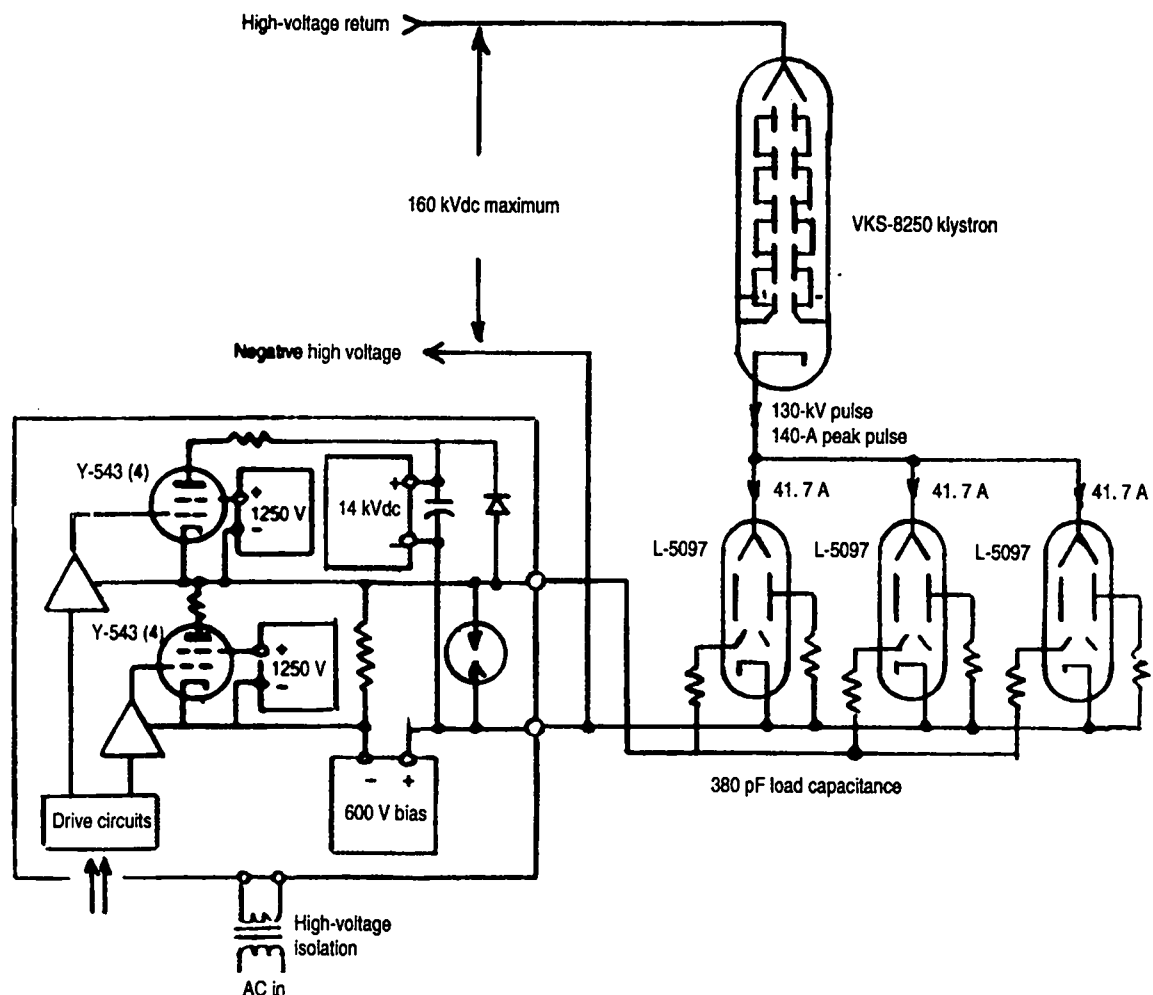 High-voltage return
160 kVdc maximum
VKS-8250 klystron
Negative high voltage
130-kV pulse
140-A peak pulse
Y-543 (4)
+
1250 V
-
+
14 kVdc
-
41. 7 A
41. 7 A
41. 7 A
L-5097
L-5097
L-5097
Y-543 (4)
+
1250 V
-
- +
600 V bias
380 pF load capacitance
Drive circuits
High-voltage
isolation
AC in